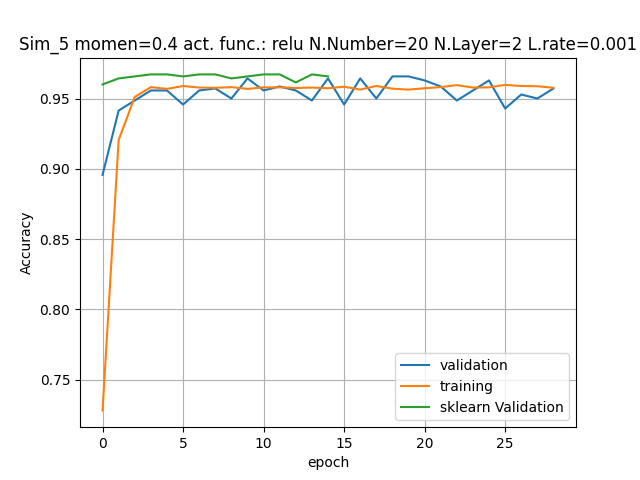 Sim_5 momen=0.4 act. func.: relu N.Number=20 N.Layer=2 L.rate=0.001
0.95
0.90
0.85
0.80
0.75
Accuracy
validation
training
sklearn Validation
0 5 10 15 20 25
epoch